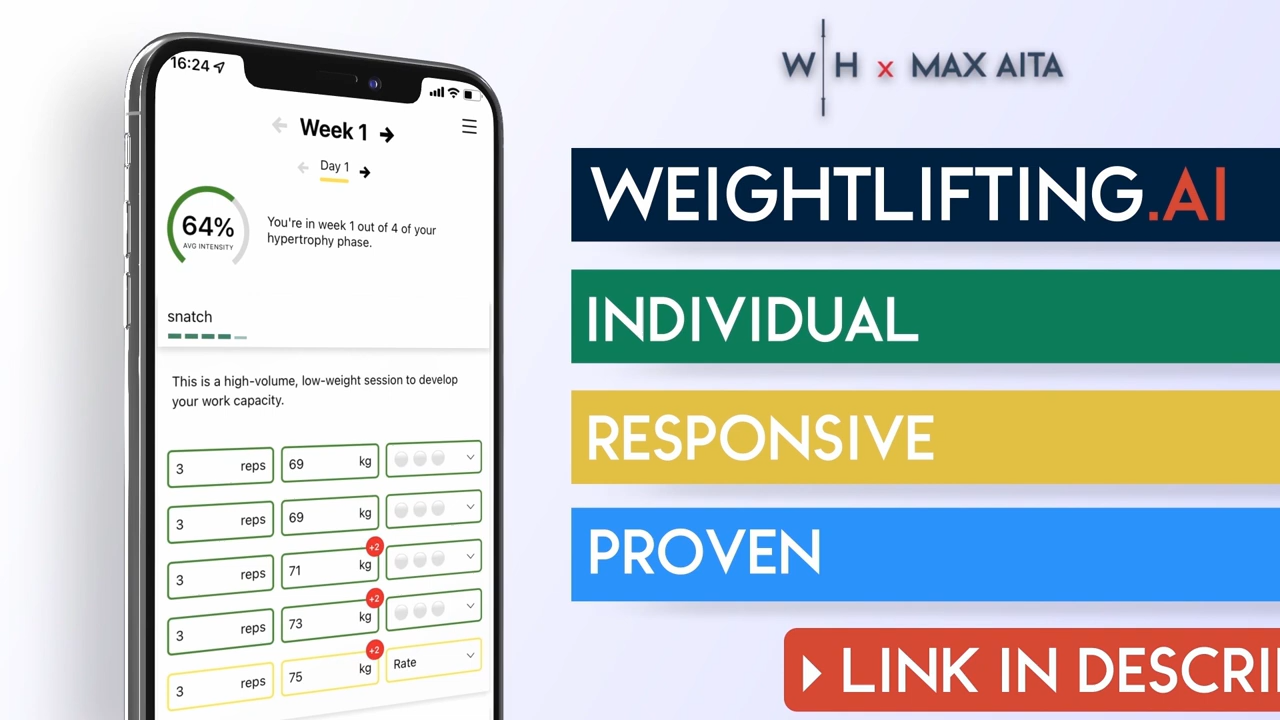 16:24
Week 1
Day 1
64%
AVG INTENSITY
You're in week 1 out of 4 of your
hypertrophy phase.
snatch
This is a high-volume, low-weight session to develop
your work capacity.
3 reps 69 kg
3 reps 69 kg
3 reps 71 kg +2
3 reps 73 kg +2
3 reps 75 kg +2 Rate
W H x MAX AITA
WEIGHTLIFTING.AI
INDIVIDUAL
RESPONSIVE
PROVEN
LINK IN DESCRI